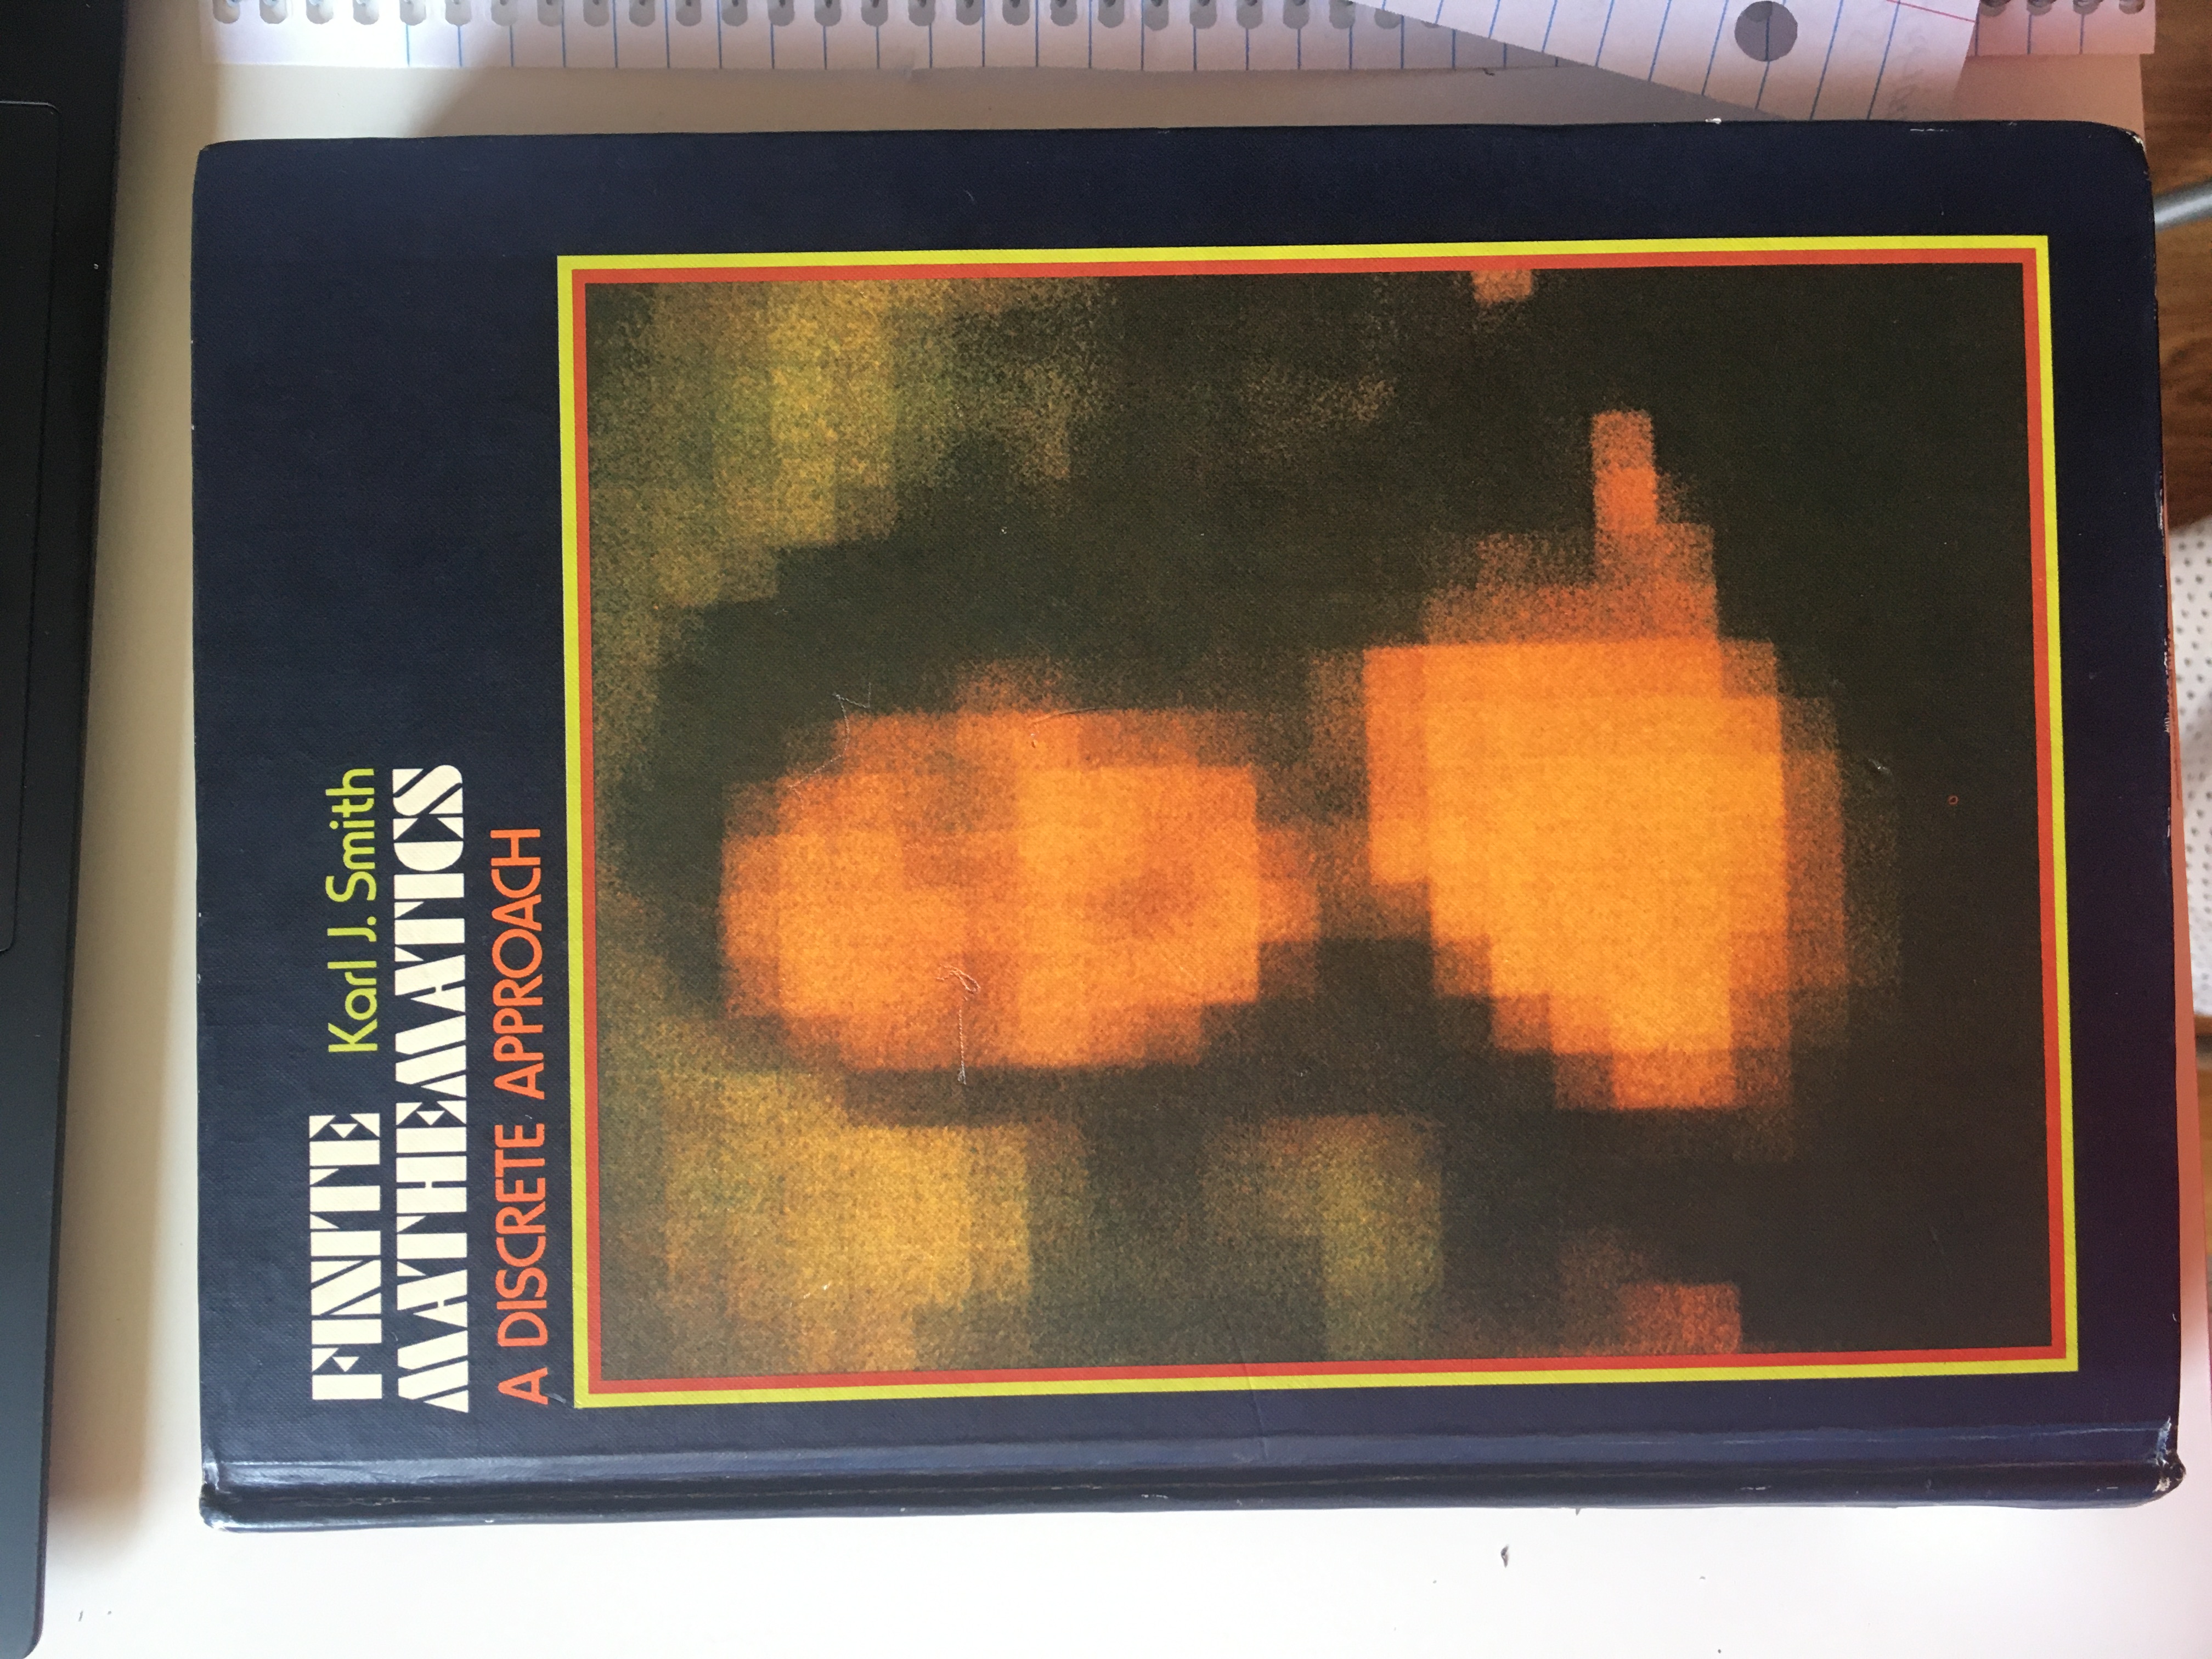 FINITE Karl J. Smith
MATHEMATICS
A DISCRETE APPROACH